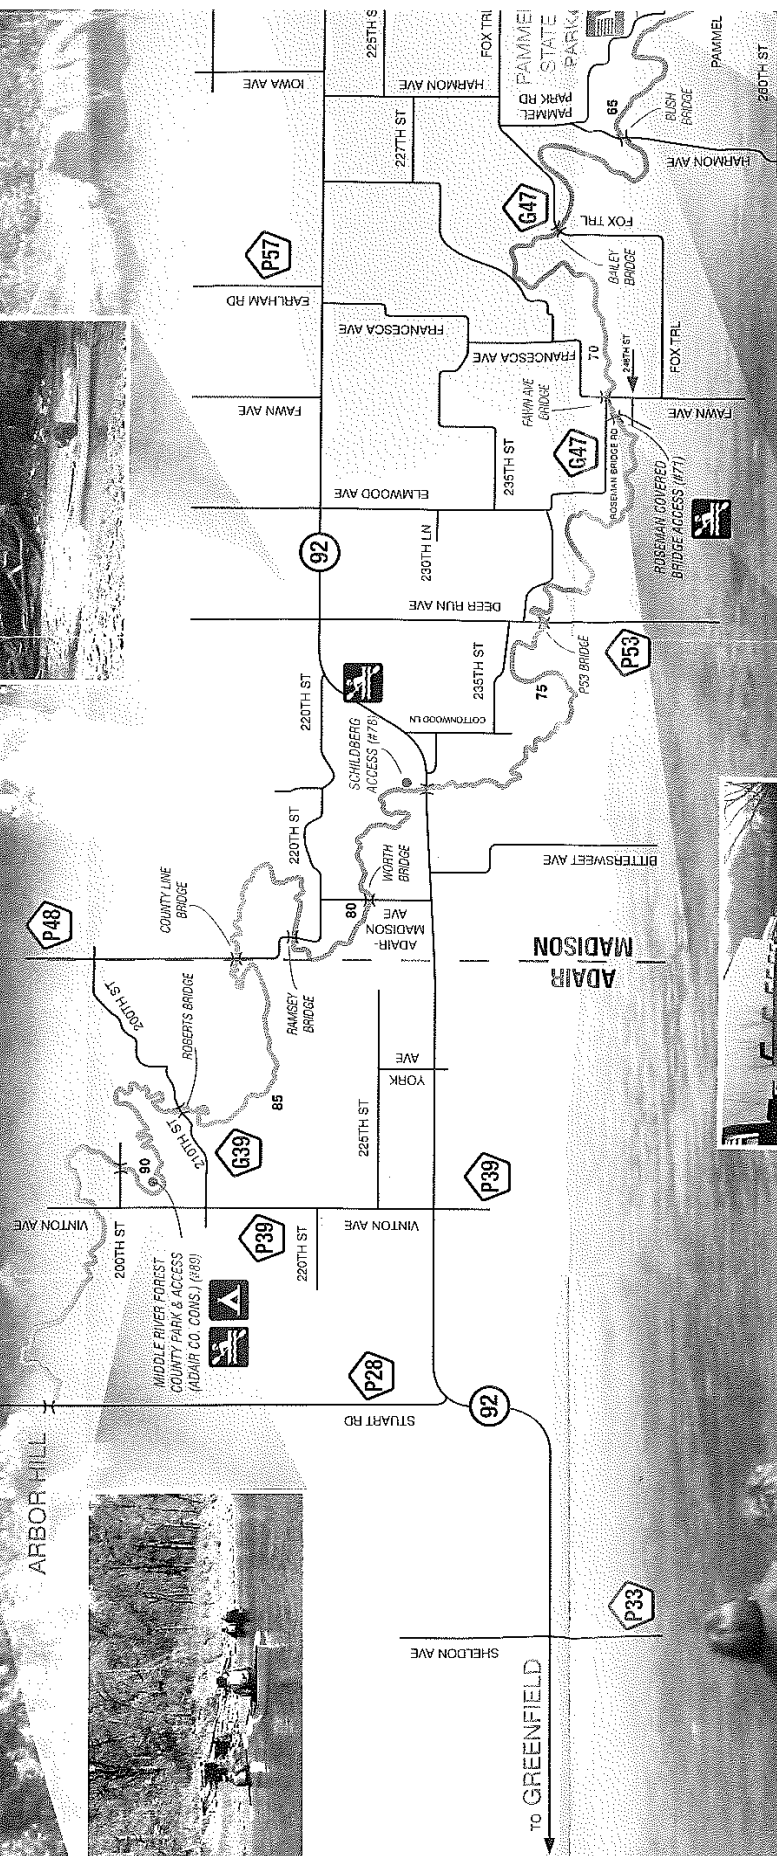 ARBOR HILL
TO GREENFIELD
SHELDON AVE
P33
92
STUART RD
P28
MIDDLE RIVER FOREST
COUNTY PARK & ACCESS
(ADAIR CO. CONS.) (#89)
VINTON AVE
200TH ST
90
210TH ST
G39
P39
220TH ST
VINTON AVE
P39
225TH ST
YORK
AVE
85
ROBERTS BRIDGE
200TH ST
P48
COUNTY LINE
BRIDGE
RAMSEY
BRIDGE
ADAIR
MADISON
ADAIR-
MADISON
AVE
80
WORTH
BRIDGE
220TH ST
220TH ST
BITTERSWEET AVE
SCHILDBERG
ACCESS (#78)
COTTONWOOD LN
235TH ST
75
P53 BRIDGE
P53
DEER RUN AVE
92
230TH LN
ELMWOOD AVE
235TH ST
G47
ROSEMAN BRIDGE RD
ROSEMAN COVERED
BRIDGE ACCESS (#71)
FAWN AVE
BRIDGE
FAWN AVE
FAWN AVE
246TH ST
70
FRANCESCA AVE
FRANCESCA AVE
EARLHAM RD
P57
FOX TRL
FOX TRL
BAILEY
BRIDGE
G47
227TH ST
225TH S
IOWA AVE
HARMON AVE
FOX TRL
PAMMEL
PARK RD
PAMMEL
STATE
PARK
65
BUSH
BRIDGE
HARMON AVE
PAMMEL
260TH ST